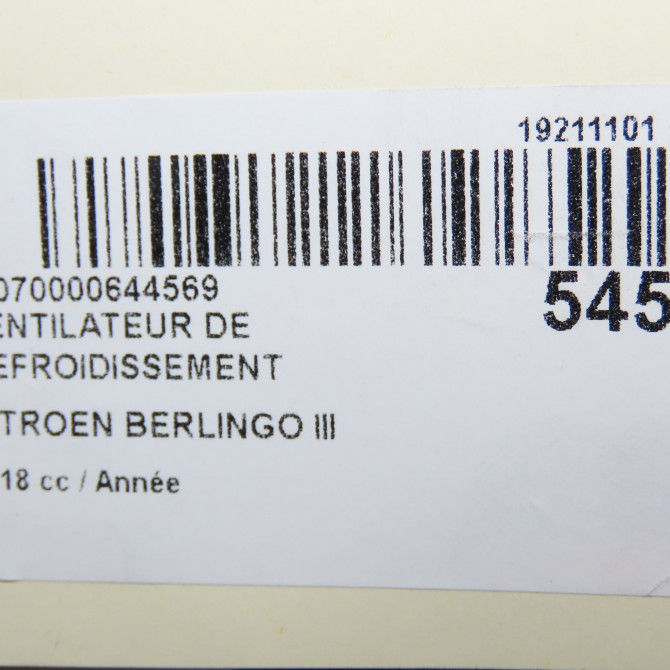 19211101
070000644569
545
ENTILATEUR DE
EFROIDISSEMENT
TROEN BERLINGO III
18 cc / Année